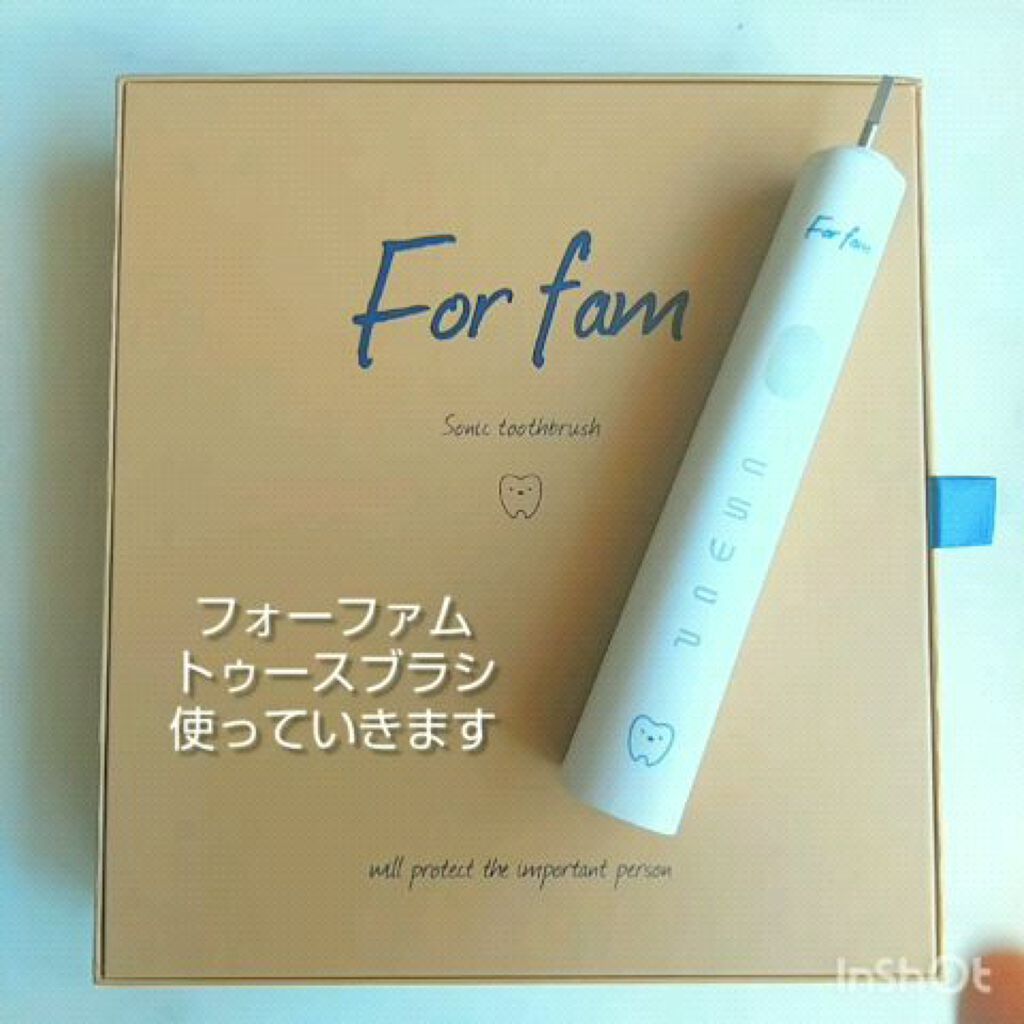 For fam
For fam
Sonic toothbrush
フォーファム
トゥースブラシ
使っていきます
will protect the important person
InShOt